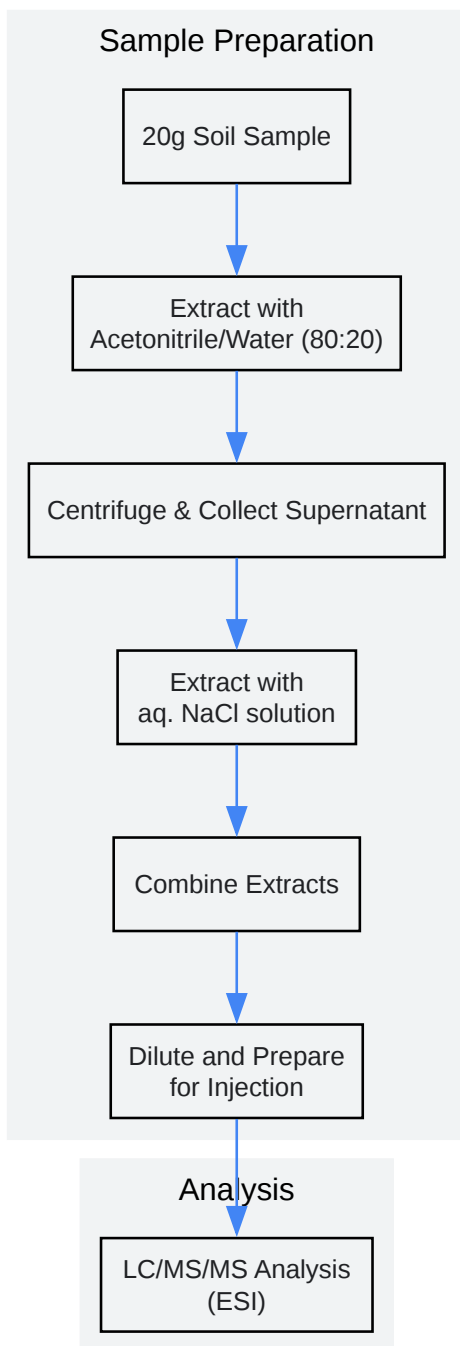 Sample Preparation
20g Soil Sample
Extract with
Acetonitrile/Water (80:20)
Centrifuge & Collect Supernatant
Extract with
aq. NaCl solution
Combine Extracts
Dilute and Prepare
for Injection
Analysis
LC/MS/MS Analysis
(ESI)